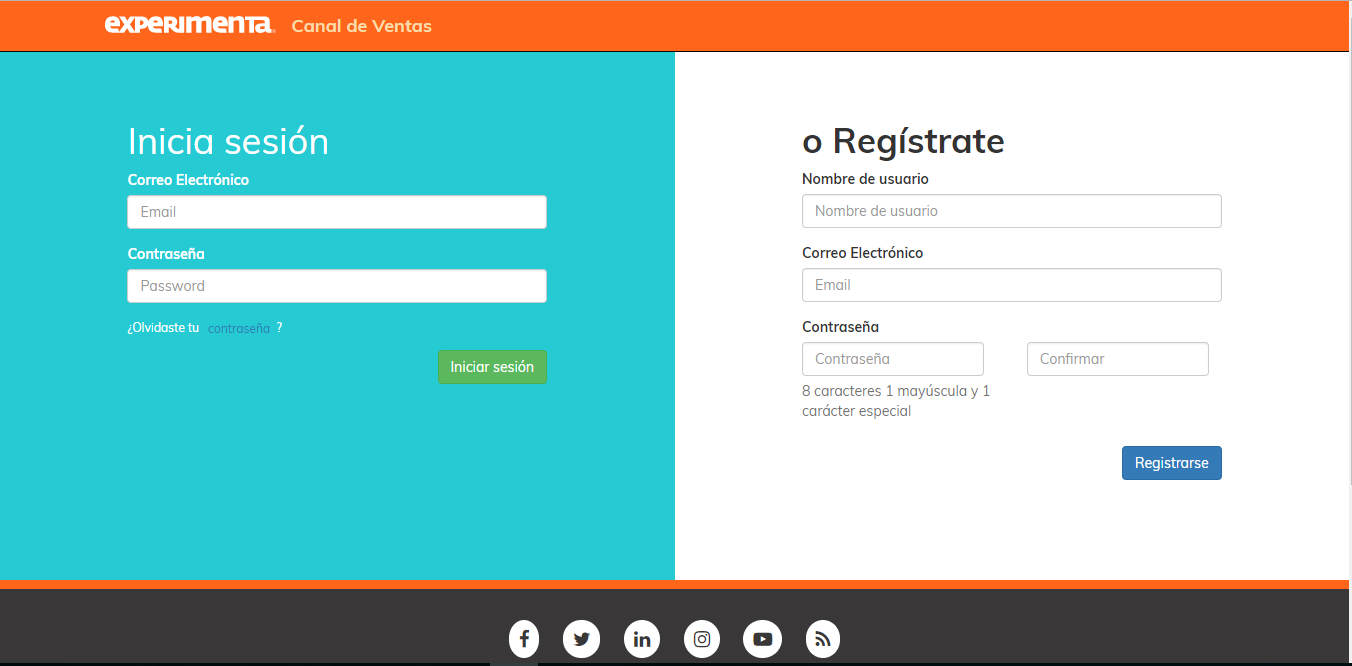 experimenta Canal de Ventas
Inicia sesión
Correo Electrónico
Email
Contraseña
Password
¿Olvidaste tu contraseña ?
Iniciar sesión
o Regístrate
Nombre de usuario
Nombre de usuario
Correo Electrónico
Email
Contraseña
Contraseña Confirmar
8 caracteres 1 mayúscula y 1
carácter especial
Registrarse